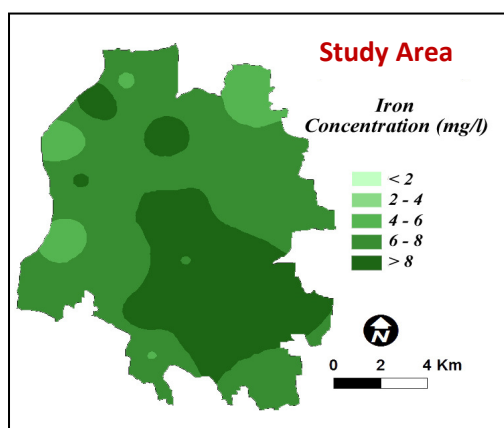 Study Area
Iron
Concentration (mg/l)
< 2
2 - 4
4 - 6
6 - 8
> 8
N
0 2 4 Km